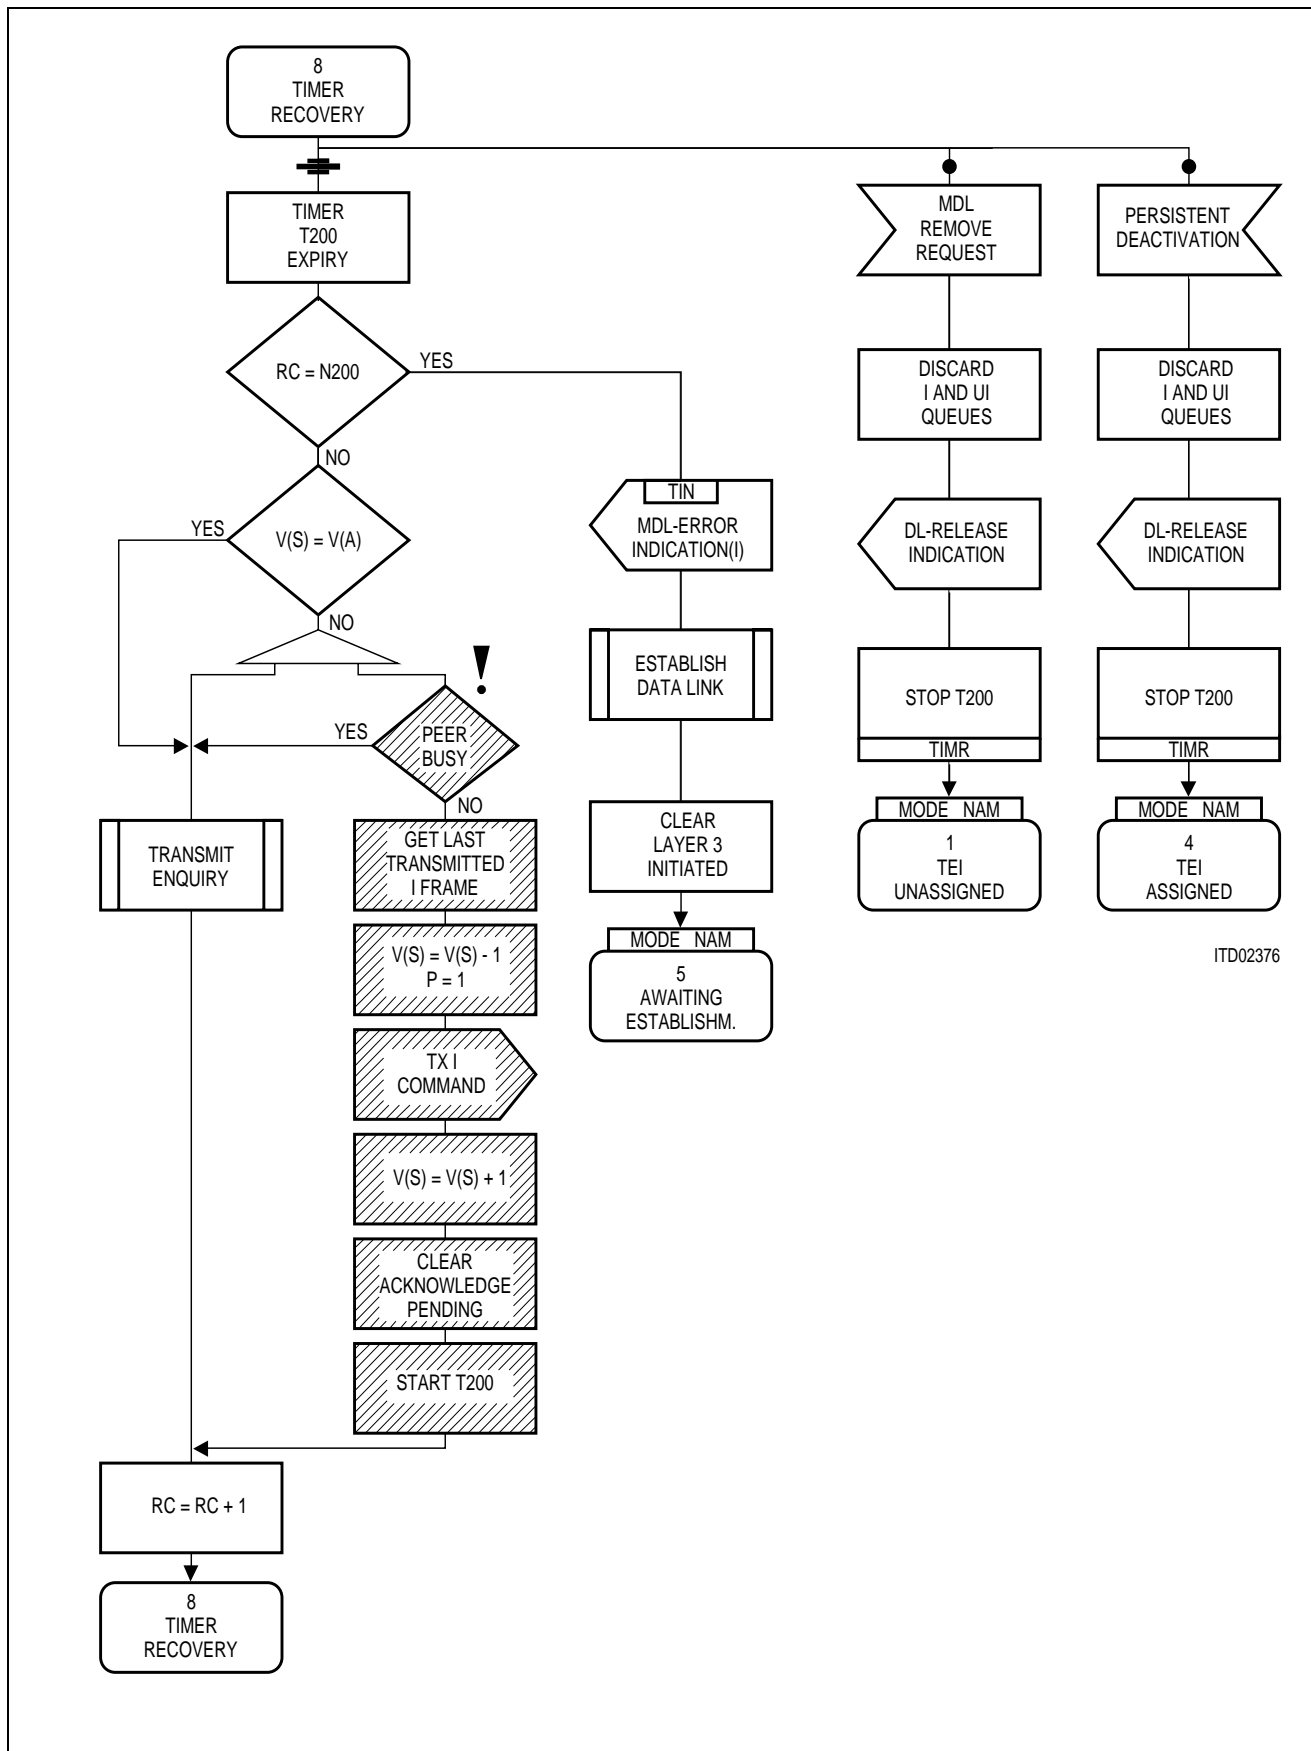 8
TIMER
RECOVERY
TIMER
T200
EXPIRY
RC = N200
YES
NO
V(S) = V(A)
YES
NO
PEER
BUSY
YES
NO
TRANSMIT
ENQUIRY
GET LAST
TRANSMITTED
I FRAME
V(S) = V(S) - 1
P = 1
TX I
COMMAND
V(S) = V(S) + 1
CLEAR
ACKNOWLEDGE
PENDING
START T200
RC = RC + 1
8
TIMER
RECOVERY
TIN
MDL-ERROR
INDICATION(I)
ESTABLISH
DATA LINK
CLEAR
LAYER 3
INITIATED
MODE NAM
5
AWAITING
ESTABLISHM.
MDL
REMOVE
REQUEST
DISCARD
I AND UI
QUEUES
DL-RELEASE
INDICATION
STOP T200
TIMR
MODE NAM
1
TEI
UNASSIGNED
PERSISTENT
DEACTIVATION
DISCARD
I AND UI
QUEUES
DL-RELEASE
INDICATION
STOP T200
TIMR
MODE NAM
4
TEI
ASSIGNED
ITD02376